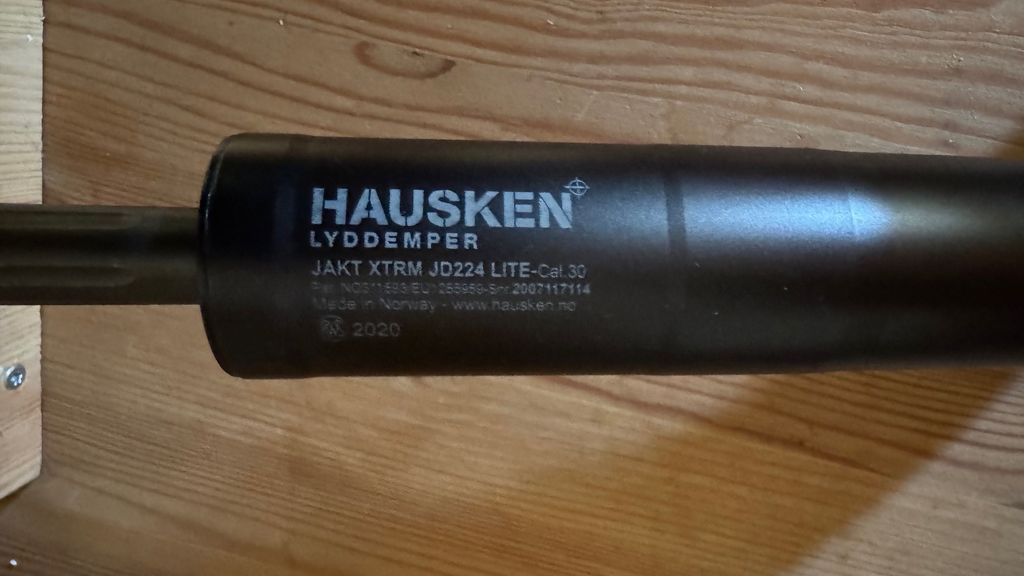 HAUSKEN
LYDDEMPER
JAKT XTRM JD224 LITE-Cal.30
Snr.2007117114
Made in Norway - www.hausken.no
2020